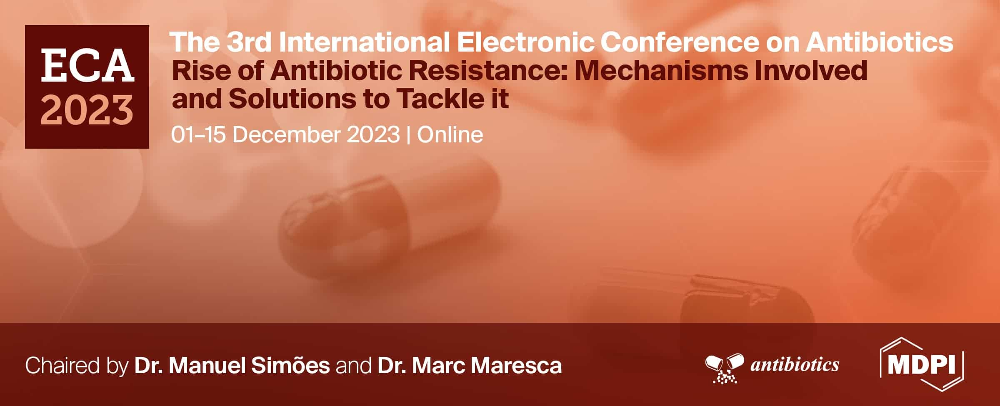 ECA
2023
The 3rd International Electronic Conference on Antibiotics
Rise of Antibiotic Resistance: Mechanisms Involved
and Solutions to Tackle it
01–15 December 2023 | Online
Chaired by Dr. Manuel Simões and Dr. Marc Maresca
antibiotics
MDPI